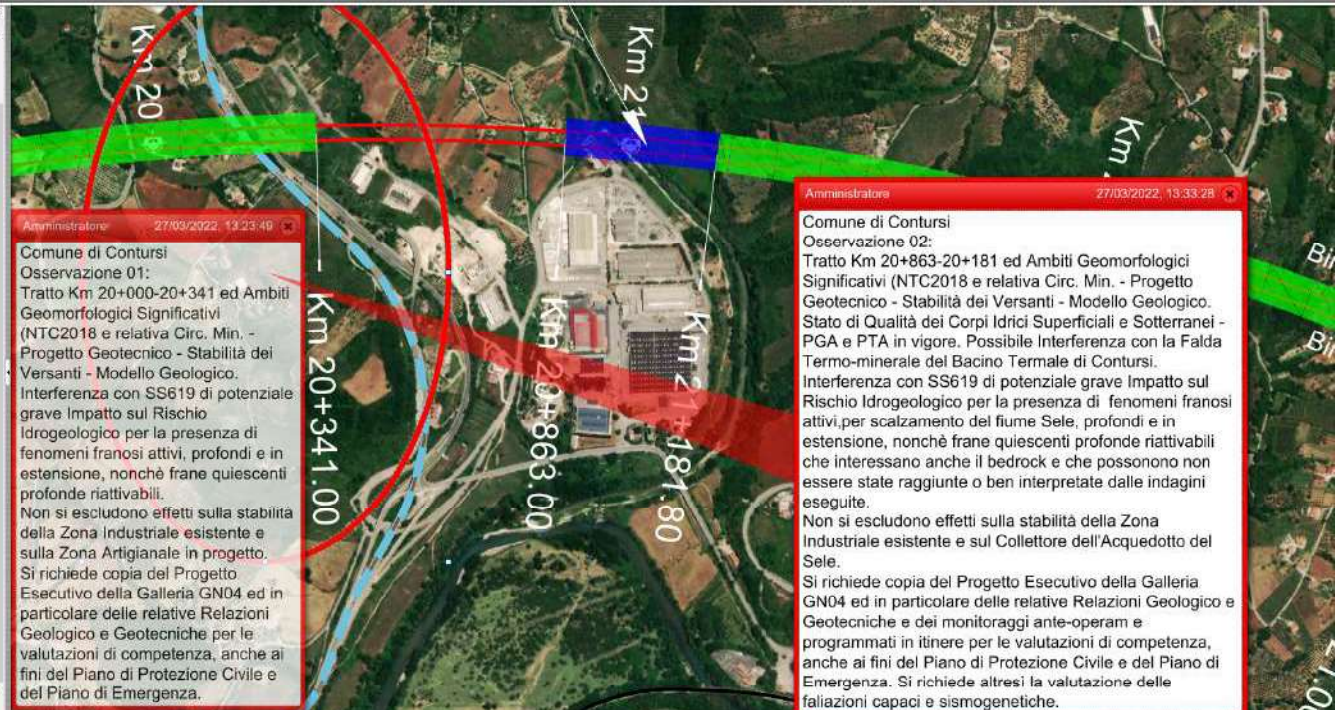 Km 20
Km 21
Km
Amministratore 27/03/2022, 13:23:49
Comune di Contursi
Osservazione 01:
Tratto Km 20+000-20+341 ed Ambiti
Geomorfologici Significativi
(NTC2018 e relativa Circ. Min. -
Progetto Geotecnico - Stabilità dei
Versanti - Modello Geologico.
Interferenza con SS619 di potenziale
grave Impatto sul Rischio
Idrogeologico per la presenza di
fenomeni franosi attivi, profondi e in
estensione, nonchè frane quiescenti
profonde riattivabili.
Non si escludono effetti sulla stabilità
della Zona Industriale esistente e
sulla Zona Artigianale in progetto.
Si richiede copia del Progetto
Esecutivo della Galleria GN04 ed in
particolare delle relative Relazioni
Geologico e Geotecniche per le
valutazioni di competenza, anche ai
fini del Piano di Protezione Civile e
del Piano di Emergenza.
Km 20+341.00
Km 20+863.00
Km 21+181.80
Amministratore 27/03/2022, 13:33:28
Comune di Contursi
Osservazione 02:
Tratto Km 20+863-20+181 ed Ambiti Geomorfologici
Significativi (NTC2018 e relativa Circ. Min. - Progetto
Geotecnico - Stabilità dei Versanti - Modello Geologico.
Stato di Qualità dei Corpi Idrici Superficiali e Sotterranei -
PGA e PTA in vigore. Possibile Interferenza con la Falda
Termo-minerale del Bacino Termale di Contursi.
Interferenza con SS619 di potenziale grave Impatto sul
Rischio Idrogeologico per la presenza di fenomeni franosi
attivi,per scalzamento del fiume Sele, profondi e in
estensione, nonchè frane quiescenti profonde riattivabili
che interessano anche il bedrock e che possonono non
essere state raggiunte o ben interpretate dalle indagini
eseguite.
Non si escludono effetti sulla stabilità della Zona
Industriale esistente e sul Collettore dell'Acquedotto del
Sele.
Si richiede copia del Progetto Esecutivo della Galleria
GN04 ed in particolare delle relative Relazioni Geologico e
Geotecniche e dei monitoraggi ante-operam e
programmati in itinere per le valutazioni di competenza,
anche ai fini del Piano di Protezione Civile e del Piano di
Emergenza. Si richiede altresì la valutazione delle
faliazioni capaci e sismogenetiche.
Bi
Bi